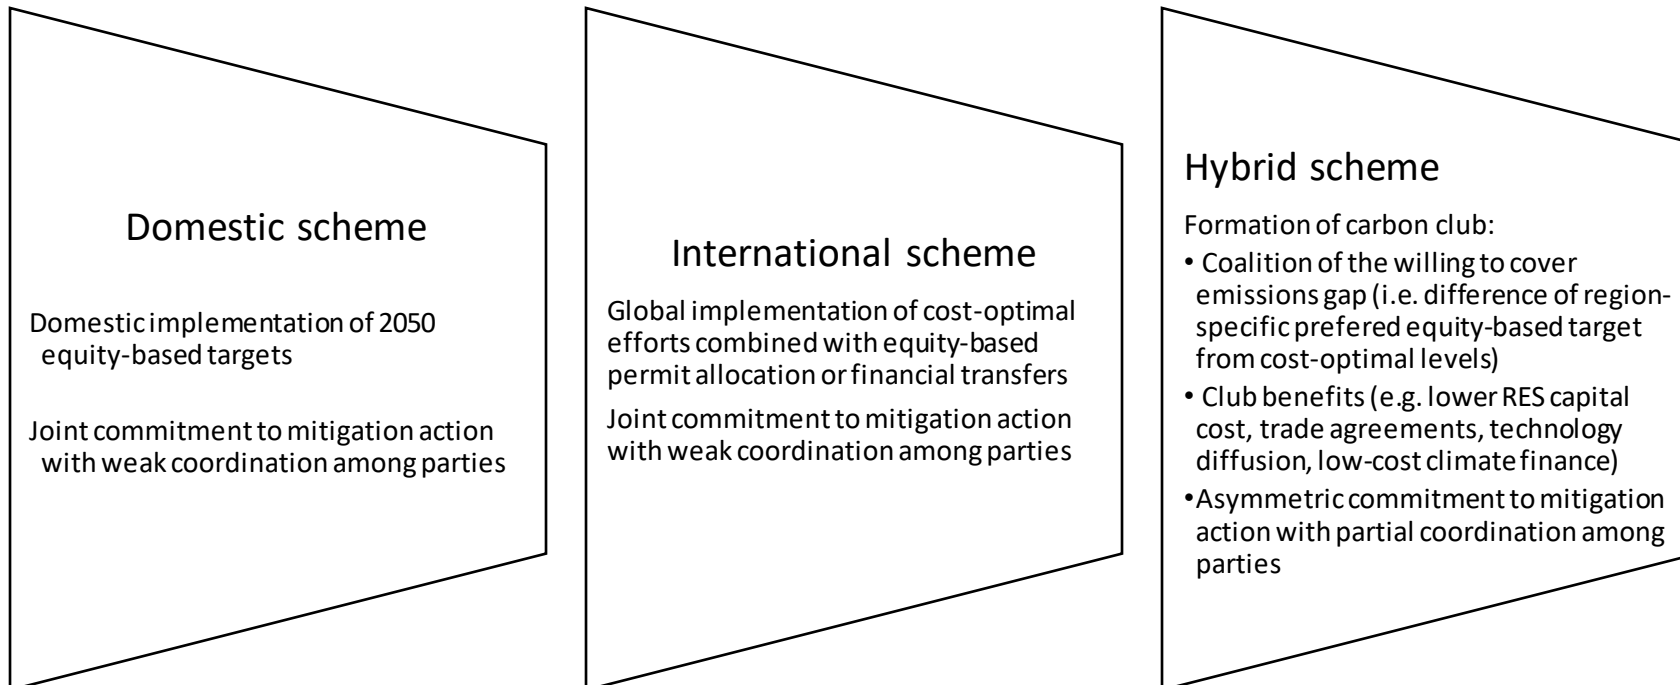 Domestic scheme
Domestic implementation of 2050
equity-based targets
Joint commitment to mitigation action
with weak coordination among parties
International scheme
Global implementation of cost-optimal
efforts combined with equity-based
permit allocation or financial transfers
Joint commitment to mitigation action
with weak coordination among parties
Hybrid scheme
Formation of carbon club:
• Coalition of the willing to cover
emissions gap (i.e. difference of region-
specific prefered equity-based target
from cost-optimal levels)
• Club benefits (e.g. lower RES capital
cost, trade agreements, technology
diffusion, low-cost climate finance)
• Asymmetric commitment to mitigation
action with partial coordination among
parties